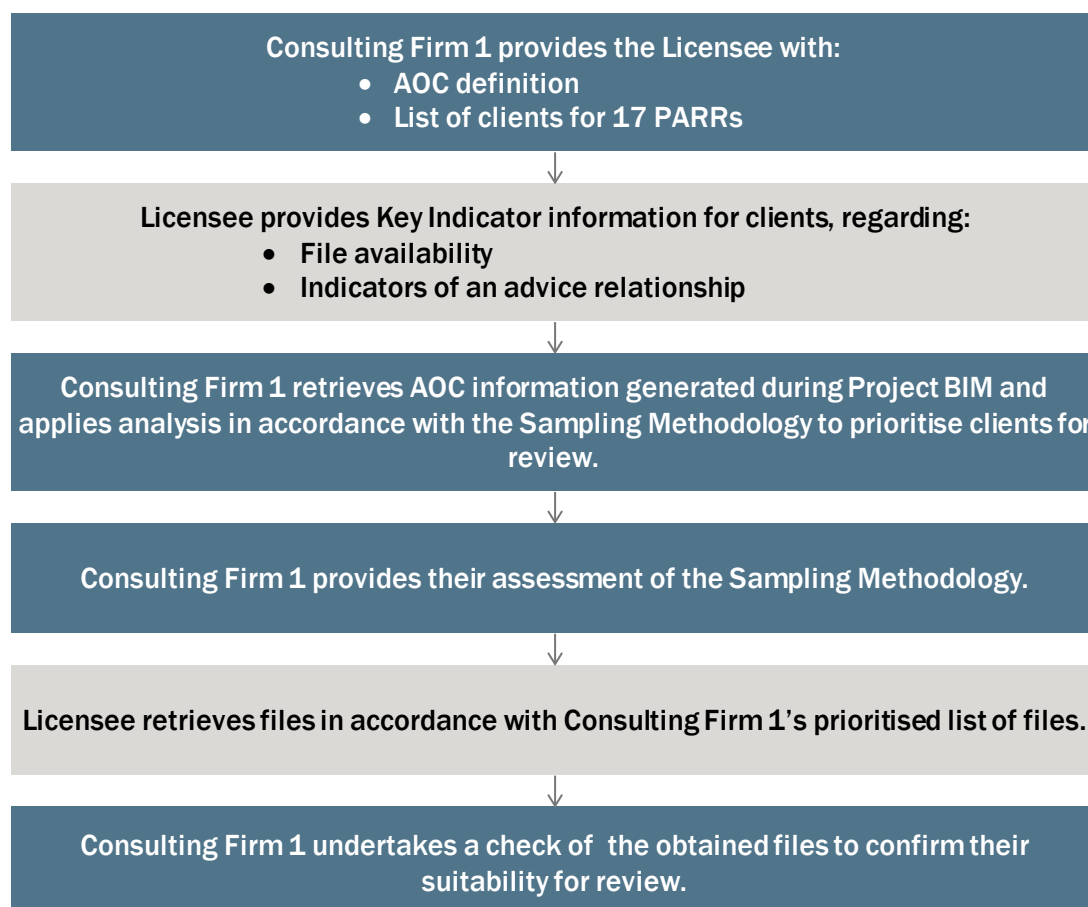 Consulting Firm 1 provides the Licensee with:
• AOC definition
• List of clients for 17 PARRs
Licensee provides Key Indicator information for clients, regarding:
• File availability
• Indicators of an advice relationship
Consulting Firm 1 retrieves AOC information generated during Project BIM and
applies analysis in accordance with the Sampling Methodology to prioritise clients for
review.
Consulting Firm 1 provides their assessment of the Sampling Methodology.
Licensee retrieves files in accordance with Consulting Firm 1’s prioritised list of files.
Consulting Firm 1 undertakes a check of the obtained files to confirm their
suitability for review.